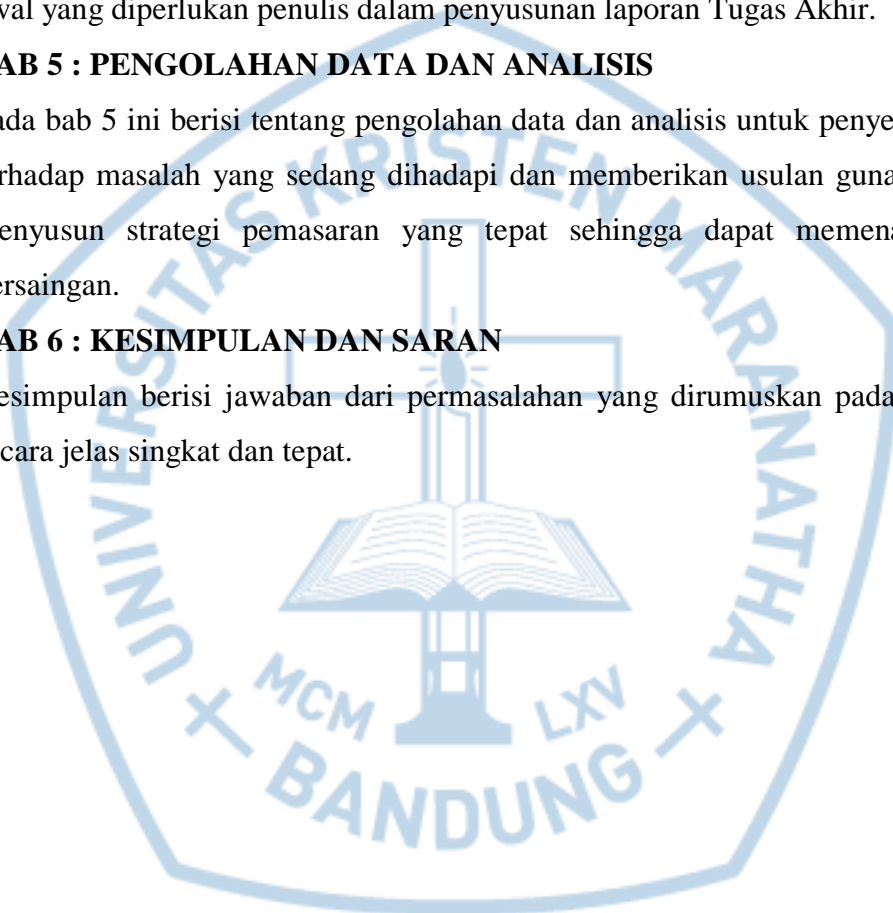 wal yang diperlukan penulis dalam penyusunan laporan Tugas Akhir.
AB 5 : PENGOLAHAN DATA DAN ANALISIS
ada bab 5 ini berisi tentang pengolahan data dan analisis untuk penye
rhadap masalah yang sedang dihadapi dan memberikan usulan guna
enyusun strategi pemasaran yang tepat sehingga dapat memena
ersaingan.
AB 6 : KESIMPULAN DAN SARAN
esimpulan berisi jawaban dari permasalahan yang dirumuskan pada
cara jelas singkat dan tepat.
UNIVERSITAS KRISTEN MARANATHA
MCM LXV
BANDUNG